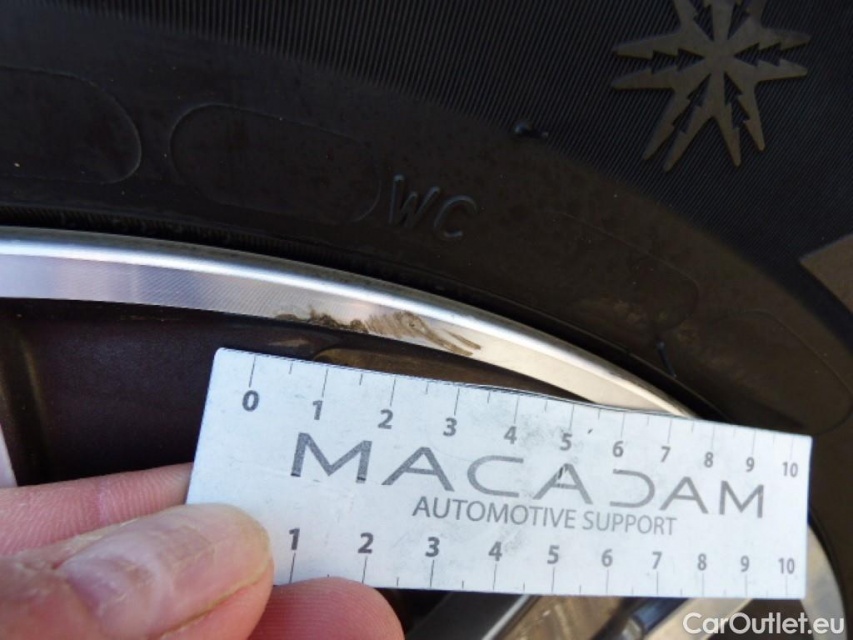 WC
0 1 2 3 4 5 6 7 8 9 10
MACADAM
AUTOMOTIVE SUPPORT
1 2 3 4 5 6 7 8 9 10
CarOutlet.eu